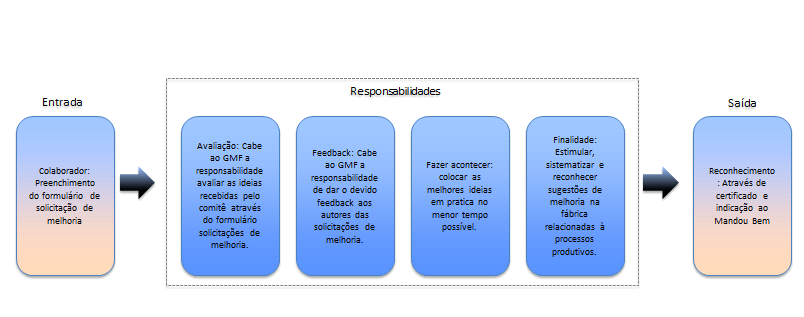 Entrada
Colaborador:
Preenchimento
do formulário de
solicitação de
melhoria
Responsabilidades
Avaliação: Cabe
ao GMF a
responsabilidade
avaliar as ideias
recebidas pelo
comitê através
do formulário
solicitações de
melhoria.
Feedback: Cabe
ao GMF a
responsabilidade
de dar o devido
feedback aos
autores das
solicitações de
melhoria.
Fazer acontecer:
colocar as
melhores ideias
em pratica no
menor tempo
possível.
Finalidade:
Estimular,
sistematizar e
reconhecer
sugestões de
melhoria na
fábrica
relacionadas à
processos
produtivos.
Saída
Reconhecimento
: Através de
certificado e
indicação ao
Mandou Bem